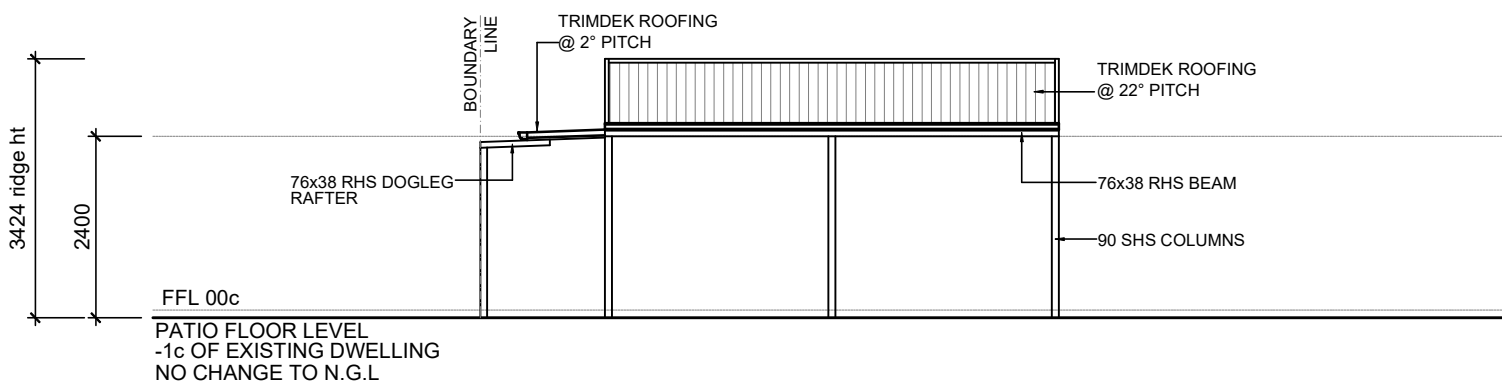 BOUNDARY
LINE
TRIMDEK ROOFING
@ 2° PITCH
TRIMDEK ROOFING
@ 22° PITCH
3424 ridge ht
2400
76x38 RHS DOGLEG
RAFTER
76x38 RHS BEAM
90 SHS COLUMNS
FFL 00c
PATIO FLOOR LEVEL
-1c OF EXISTING DWELLING
NO CHANGE TO N.G.L